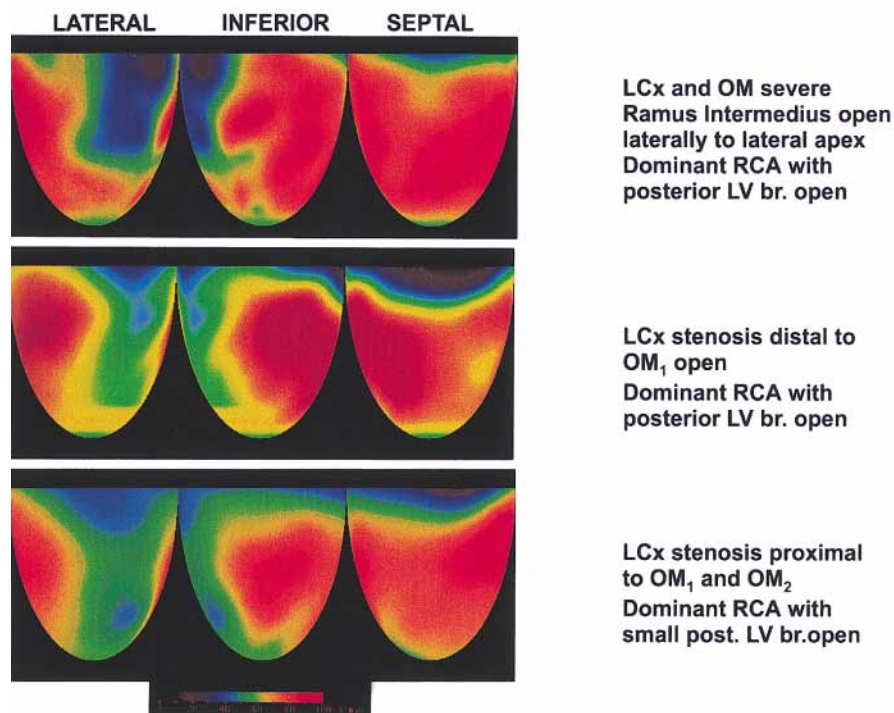 LATERAL INFERIOR SEPTAL
LCx and OM severe
Ramus Intermedius open
laterally to lateral apex
Dominant RCA with
posterior LV br. open
LCx stenosis distal to
OM₁ open
Dominant RCA with
posterior LV br. open
LCx stenosis proximal
to OM₁ and OM₂
Dominant RCA with
small post. LV br.open